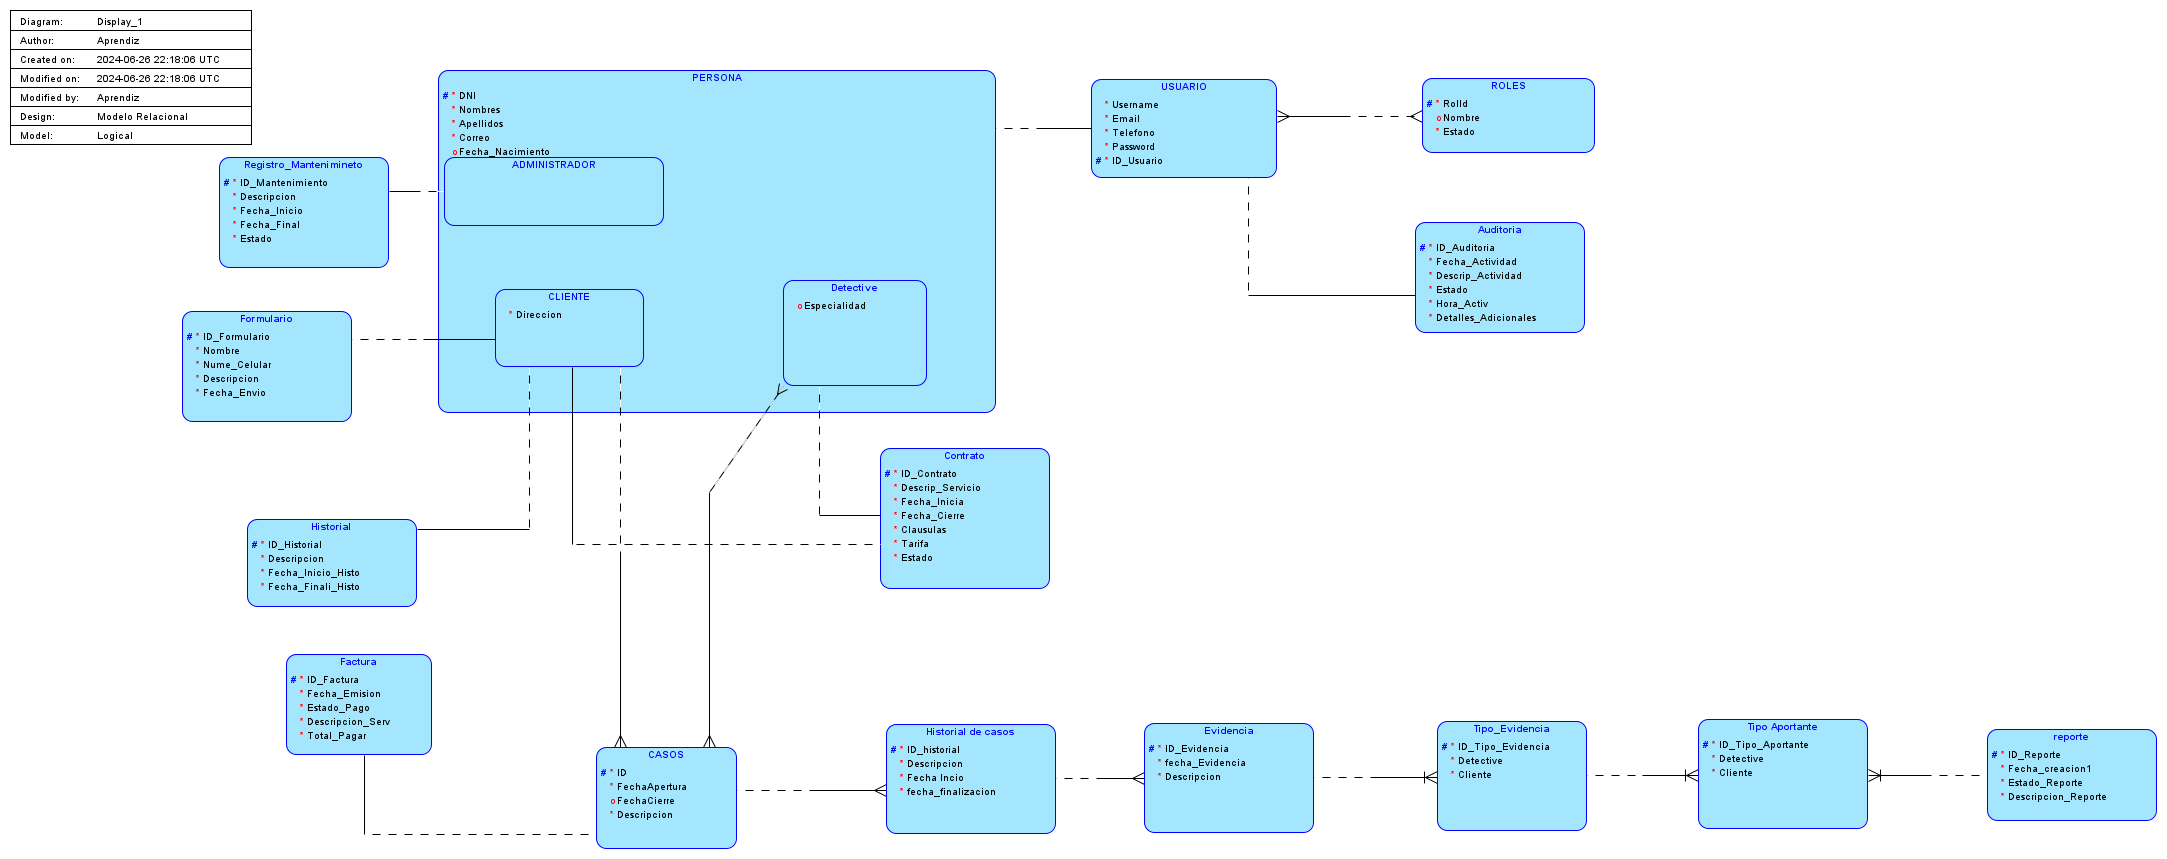 Diagram: Display_1
Author: Aprendiz
Created on: 2024-06-26 22:18:06 UTC
Modified on: 2024-06-26 22:18:06 UTC
Modified by: Aprendiz
Design: Modelo Relacional
Model: Logical
PERSONA
# * DNI
* Nombres
* Apellidos
* Correo
o Fecha_Nacimiento
ADMINISTRADOR
CLIENTE
* Direccion
Detective
o Especialidad
USUARIO
* Username
* Email
* Telefono
* Password
# * ID_Usuario
ROLES
# * RolId
o Nombre
* Estado
Registro_Mantenimineto
# * ID_Mantenimiento
* Descripcion
* Fecha_Inicio
* Fecha_Final
* Estado
Auditoria
# * ID_Auditoria
* Fecha_Actividad
* Descrip_Actividad
* Estado
* Hora_Activ
* Detalles_Adicionales
Formulario
# * ID_Formulario
* Nombre
* Nume_Celular
* Descripcion
* Fecha_Envio
Contrato
# * ID_Contrato
* Descrip_Servicio
* Fecha_Inicia
* Fecha_Cierre
* Clausulas
* Tarifa
* Estado
Historial
# * ID_Historial
* Descripcion
* Fecha_Inicio_Histo
* Fecha_Finali_Histo
Factura
# * ID_Factura
* Fecha_Emision
* Estado_Pago
* Descripcion_Serv
* Total_Pagar
CASOS
# * ID
* FechaApertura
o FechaCierre
* Descripcion
Historial de casos
# * ID_historial
* Descripcion
* Fecha Incio
* fecha_finalizacion
Evidencia
# * ID_Evidencia
* fecha_Evidencia
* Descripcion
Tipo_Evidencia
# * ID_Tipo_Evidencia
* Detective
* Cliente
Tipo Aportante
# * ID_Tipo_Aportante
* Detective
* Cliente
reporte
# * ID_Reporte
* Fecha_creacion1
* Estado_Reporte
* Descripcion_Reporte